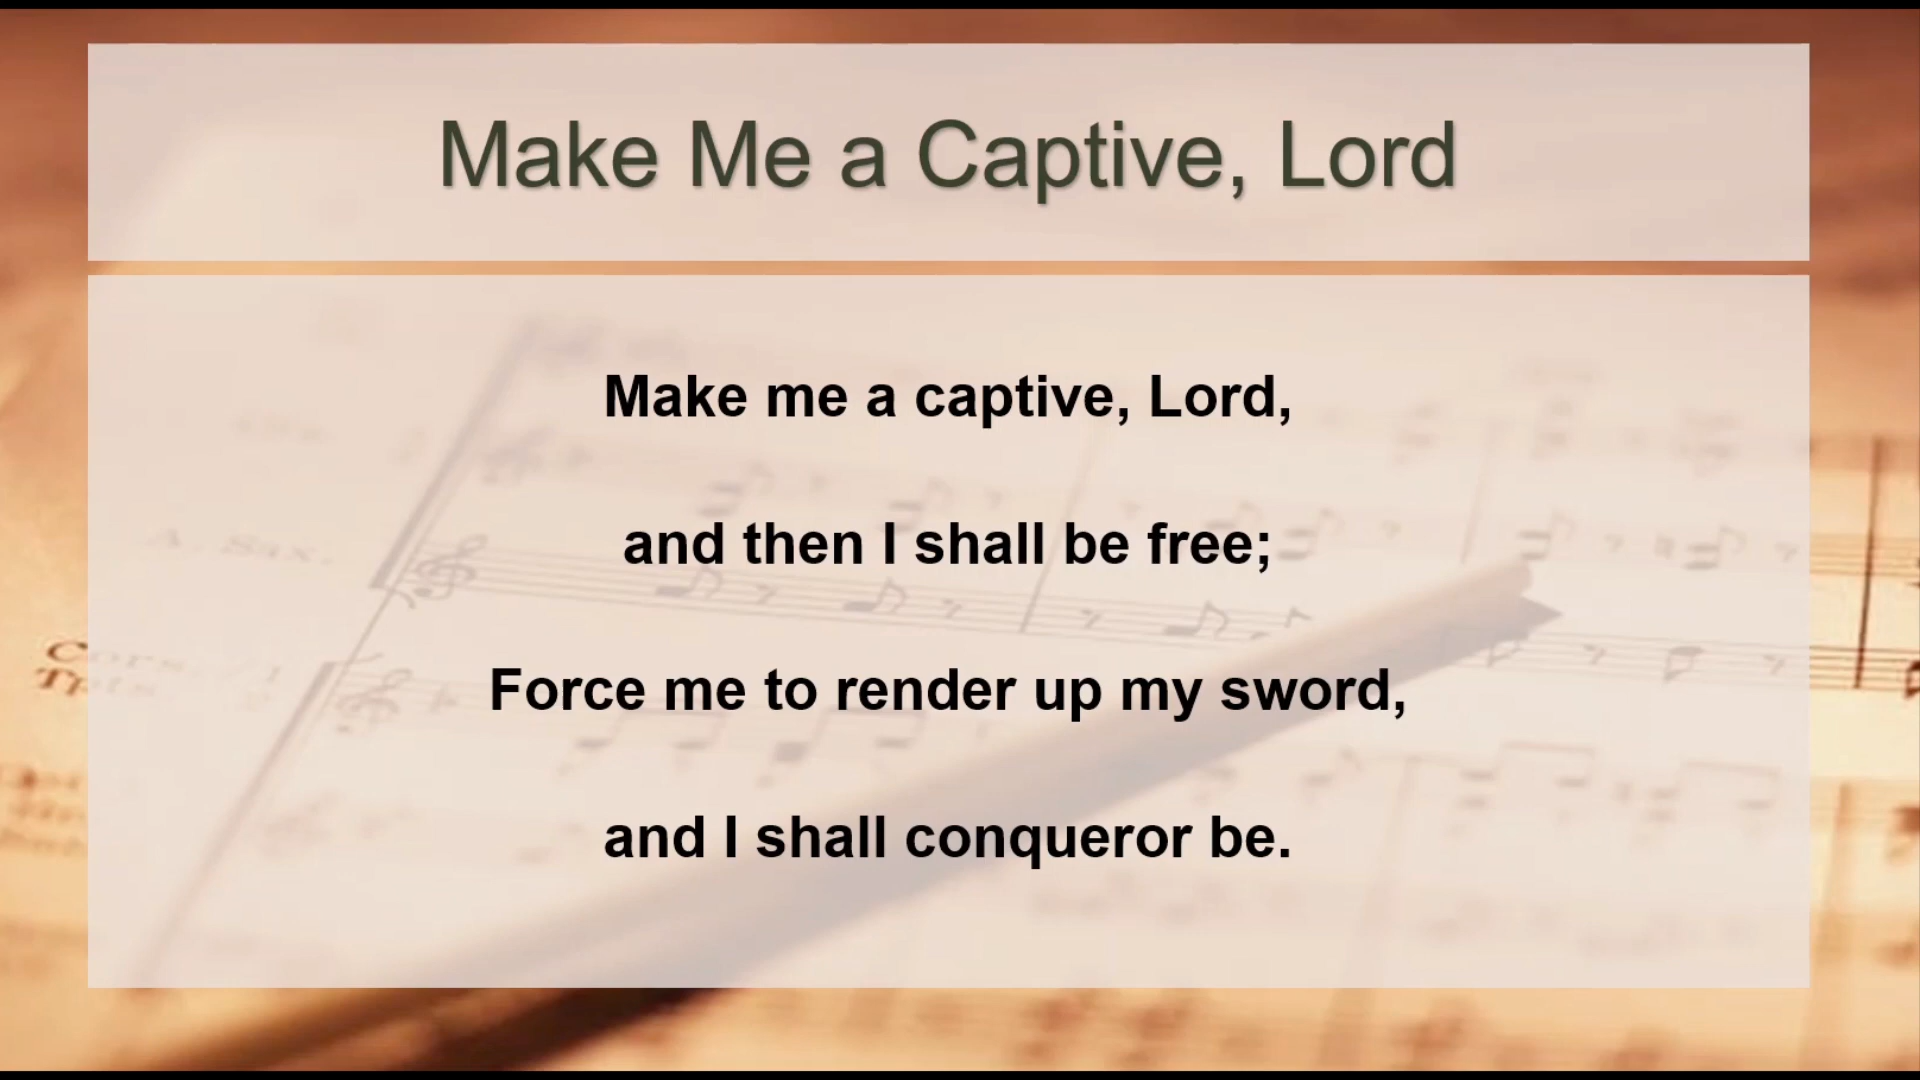 Make Me a Captive, Lord
Make me a captive, Lord,
and then I shall be free;
Force me to render up my sword,
and I shall conqueror be.
A. Sax.